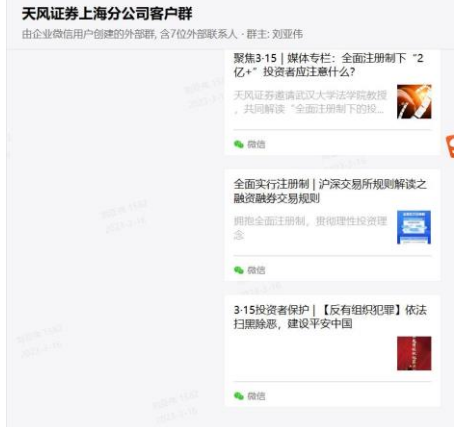 天风证券上海分公司客户群
由企业微信用户创建的外部群, 含7位外部联系人 - 群主: 刘亚伟
聚焦3·15 | 媒体专栏：全面注册制下“2
亿+”投资者应注意什么？
天风证券邀请武汉大学法学院教授
，共同解读“全面注册制下的投...
微信
全面实行注册制 | 沪深交易所规则解读之
融资融券交易规则
拥抱全面注册制，贯彻理性投资理
念
微信
3·15投资者保护 | 【反有组织犯罪】依法
扫黑除恶，建设平安中国
微信